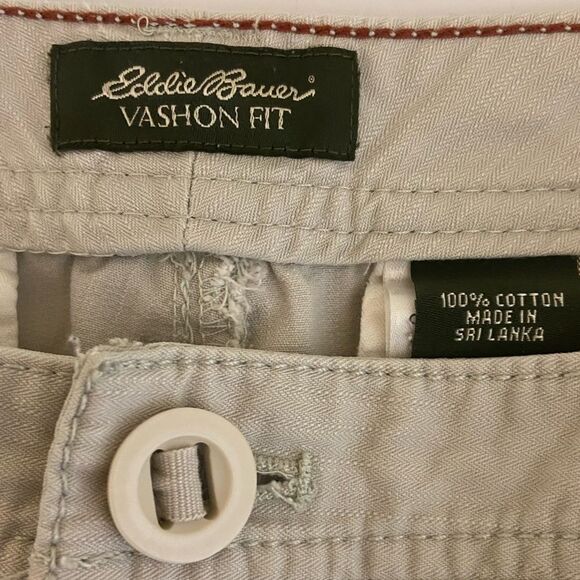 Eddie Bauer®
VASHON FIT
100% COTTON
MADE IN
SRI LANKA